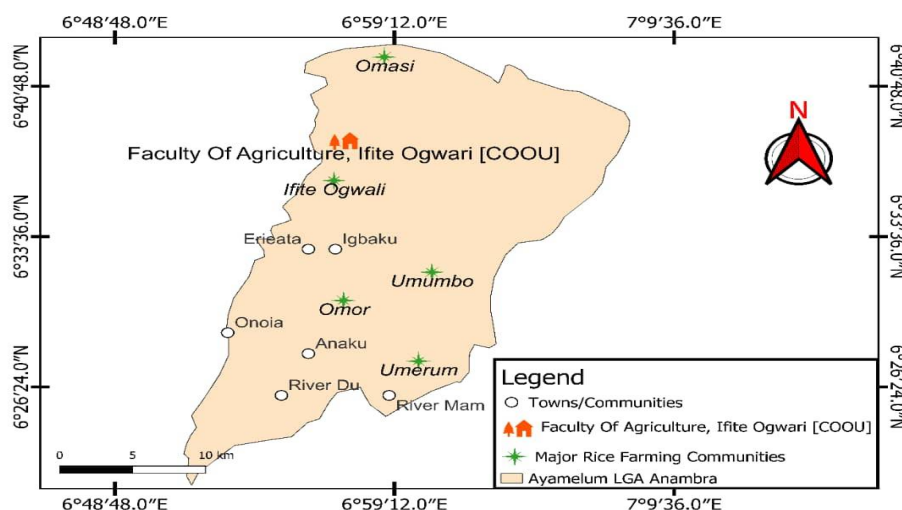 6°48′48.0″E 6°59′12.0″E 7°9′36.0″E
6°40′48.0″N 6°40′48.0″N
Omasi
N
Faculty Of Agriculture, Ifite Ogwari [COOU]
Ifite Ogwali
6°33′36.0″N 6°33′36.0″N
Erieata Igbaku
Umumbo
Omor
Onoia
Anaku
Umerum
6°26′24.0″N 6°26′24.0″N
River Du
River Mam
Legend
Towns/Communities
Faculty Of Agriculture, Ifite Ogwari [COOU]
Major Rice Farming Communities
Ayamelum LGA Anambra
0 5 10 km
6°48′48.0″E 6°59′12.0″E 7°9′36.0″E